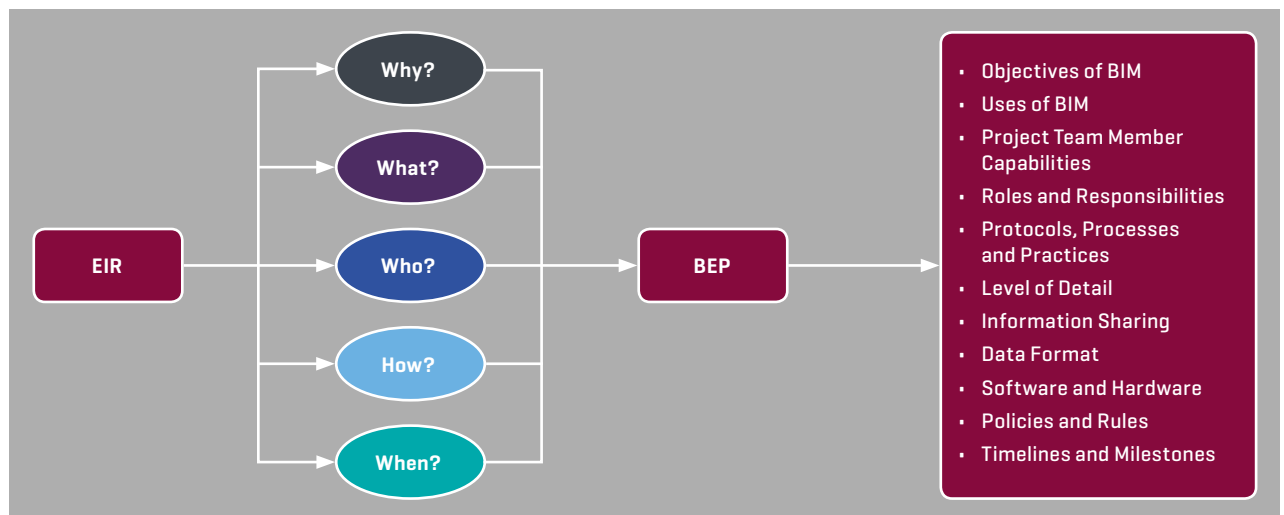 EIR
Why?
What?
Who?
How?
When?
BEP
• Objectives of BIM
• Uses of BIM
• Project Team Member
Capabilities
• Roles and Responsibilities
• Protocols, Processes
and Practices
• Level of Detail
• Information Sharing
• Data Format
• Software and Hardware
• Policies and Rules
• Timelines and Milestones